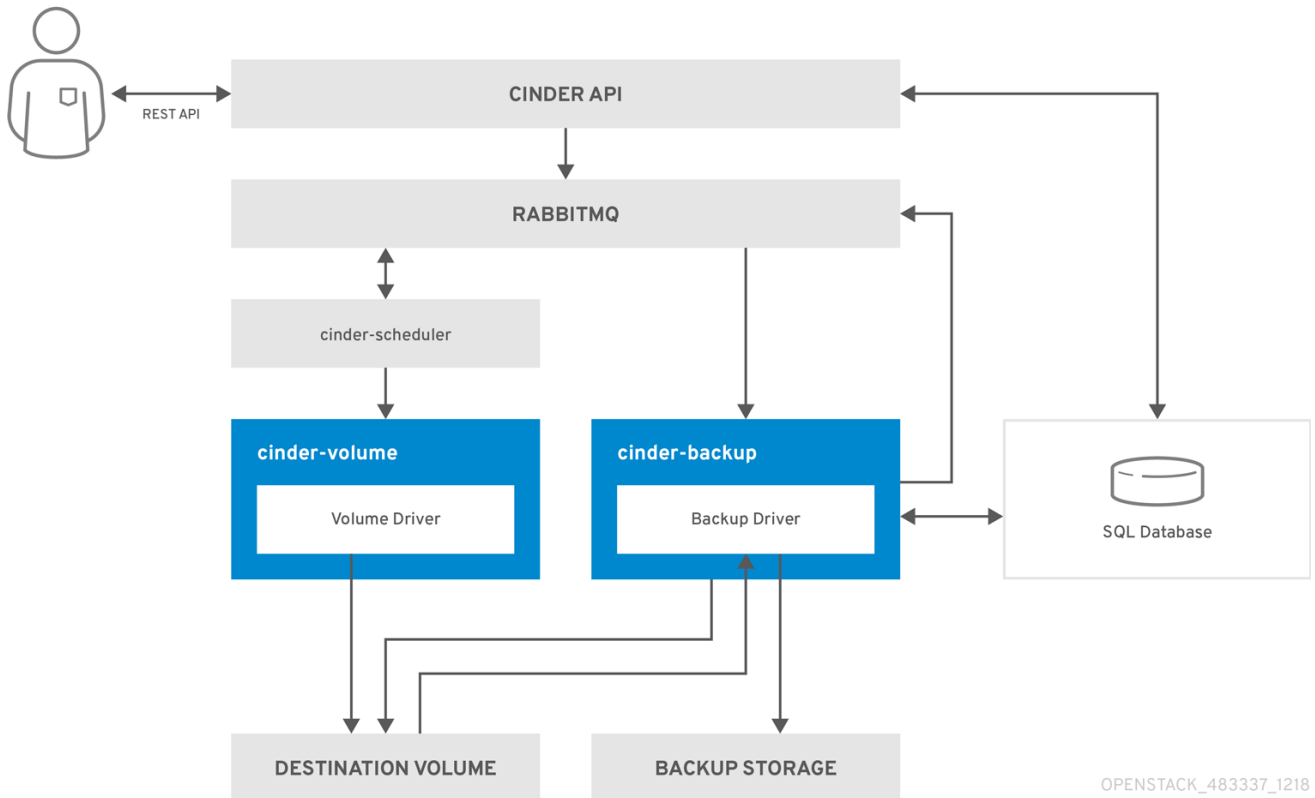 CINDER API
REST API
RABBITMQ
cinder-scheduler
cinder-volume
cinder-backup
Volume Driver
Backup Driver
SQL Database
DESTINATION VOLUME
BACKUP STORAGE
OPENSTACK_483337_1218